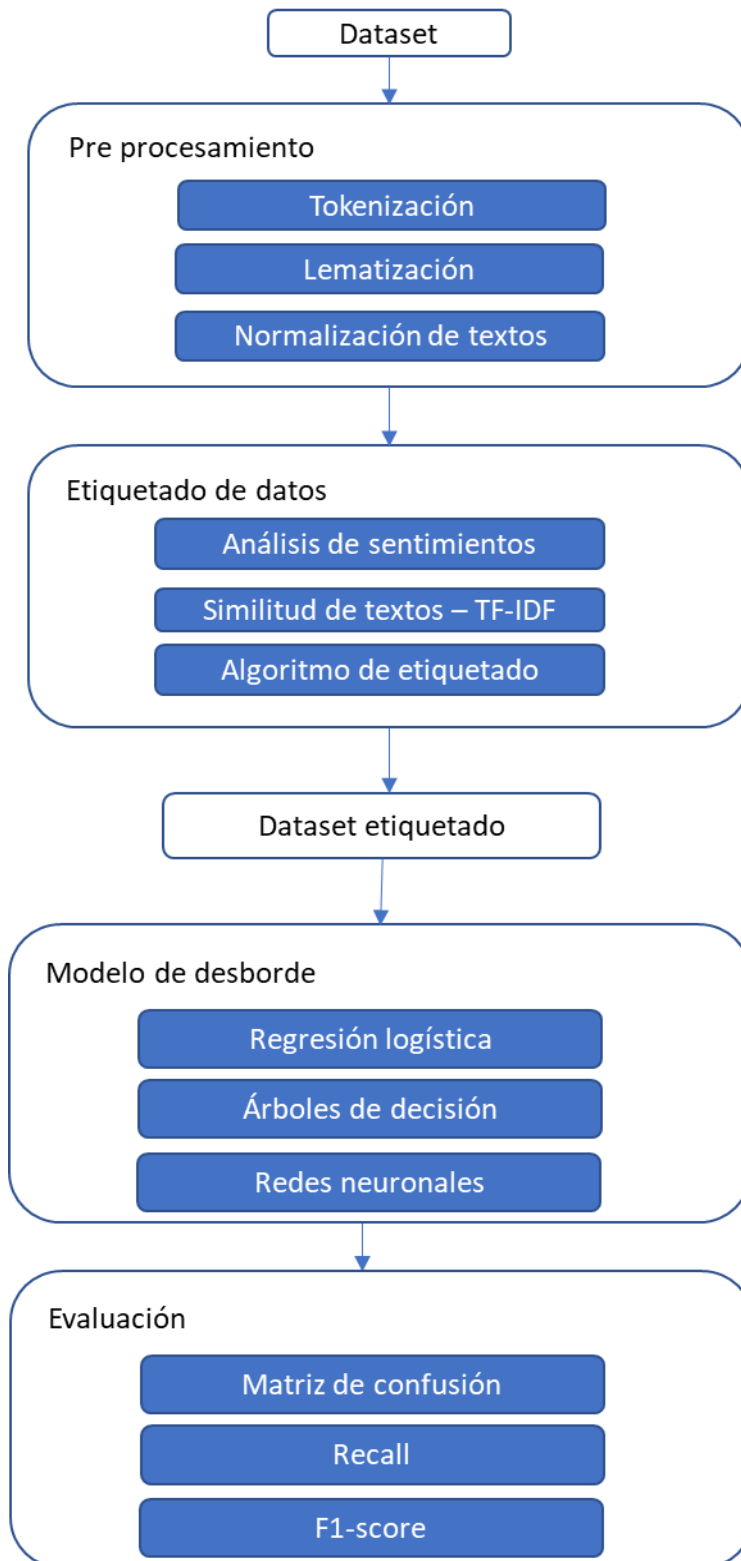 Dataset
Pre procesamiento
Tokenización
Lematización
Normalización de textos
Etiquetado de datos
Análisis de sentimientos
Similitud de textos – TF-IDF
Algoritmo de etiquetado
Dataset etiquetado
Modelo de desborde
Regresión logística
Árboles de decisión
Redes neuronales
Evaluación
Matriz de confusión
Recall
F1-score